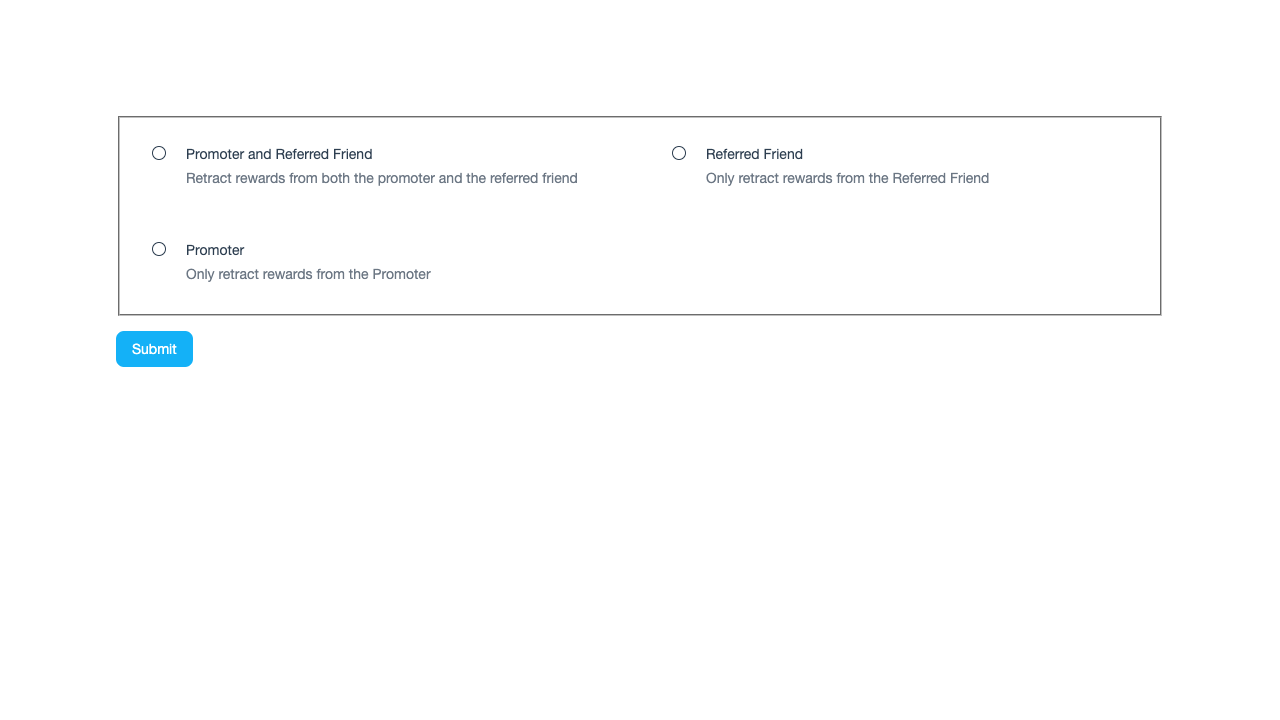 Promoter and Referred Friend
Retract rewards from both the promoter and the referred friend
Referred Friend
Only retract rewards from the Referred Friend
Promoter
Only retract rewards from the Promoter
Submit